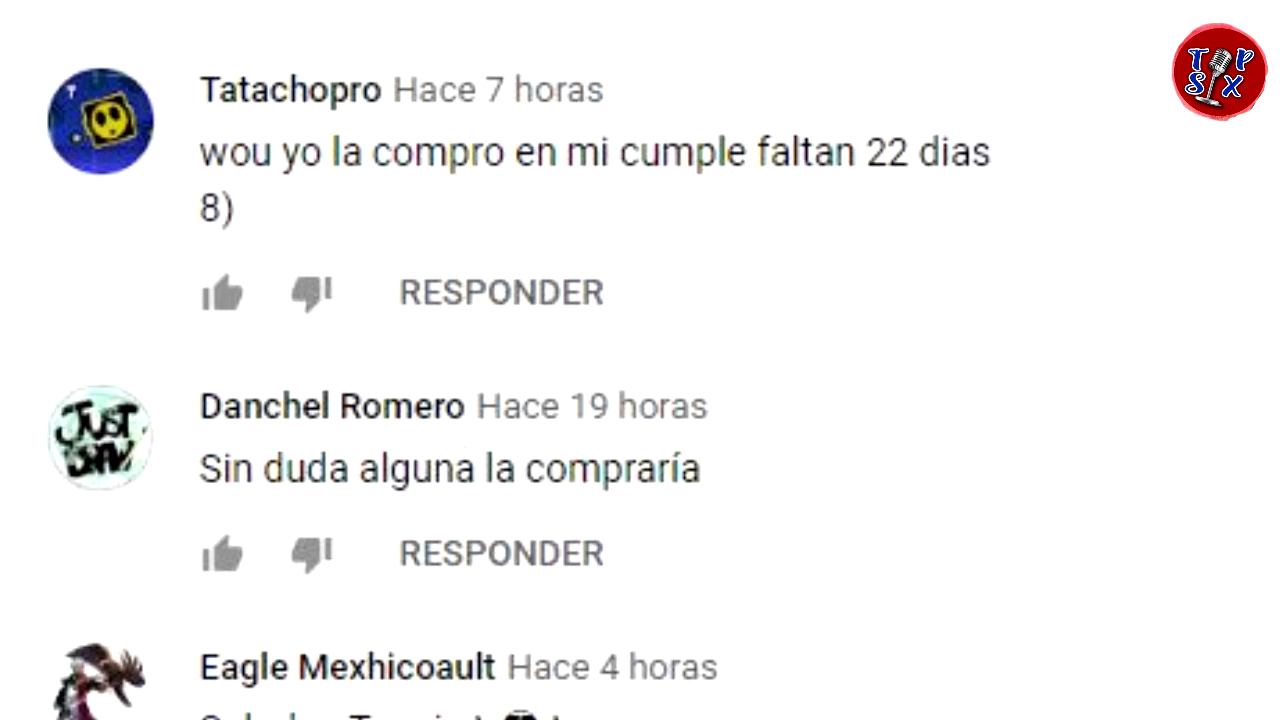 T P
S X
Tatachopro Hace 7 horas
wou yo la compro en mi cumple faltan 22 dias
8)
RESPONDER
JUST
Danchel Romero Hace 19 horas
Sin duda alguna la compraría
RESPONDER
Eagle Mexhicoault Hace 4 horas